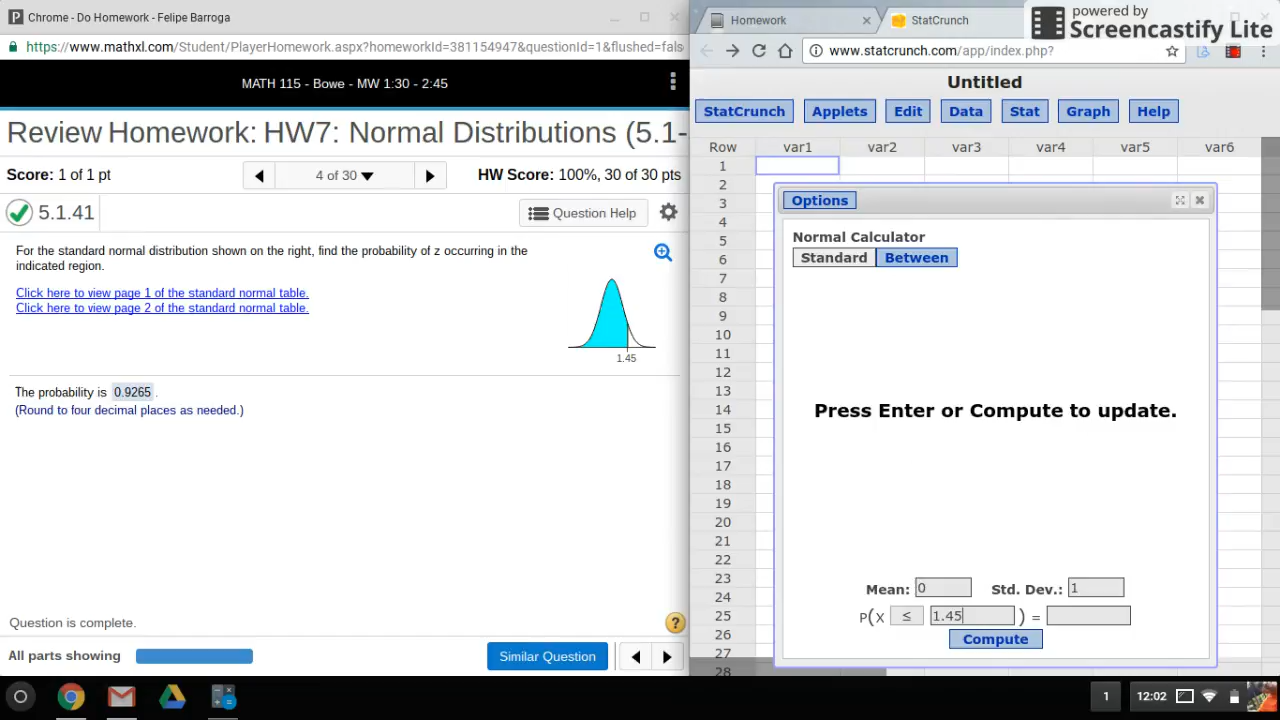 Chrome - Do Homework - Felipe Barroga
https://www.mathxl.com/Student/PlayerHomework.aspx?homeworkId=381154947&questionId=1&flushed=fals
MATH 115 - Bowe - MW 1:30 - 2:45
Review Homework: HW7: Normal Distributions (5.1-
Score: 1 of 1 pt
4 of 30
HW Score: 100%, 30 of 30 pts
5.1.41
Question Help
For the standard normal distribution shown on the right, find the probability of z occurring in the
indicated region.
Click here to view page 1 of the standard normal table.
Click here to view page 2 of the standard normal table.
1.45
The probability is 0.9265 .
(Round to four decimal places as needed.)
Question is complete.
?
All parts showing
Similar Question
Homework
StatCrunch
powered by
Screencastify Lite
www.statcrunch.com/app/index.php?
Untitled
StatCrunch Applets Edit Data Stat Graph Help
Row var1 var2 var3 var4 var5 var6
1
2
3
4
5
6
7
8
9
10
11
12
13
14
15
16
17
18
19
20
21
22
23
24
25
26
27
28
Options
Normal Calculator
Standard Between
Press Enter or Compute to update.
Mean: 0 Std. Dev.: 1
P(X ≤ 1.45 ) =
Compute
1
12:02